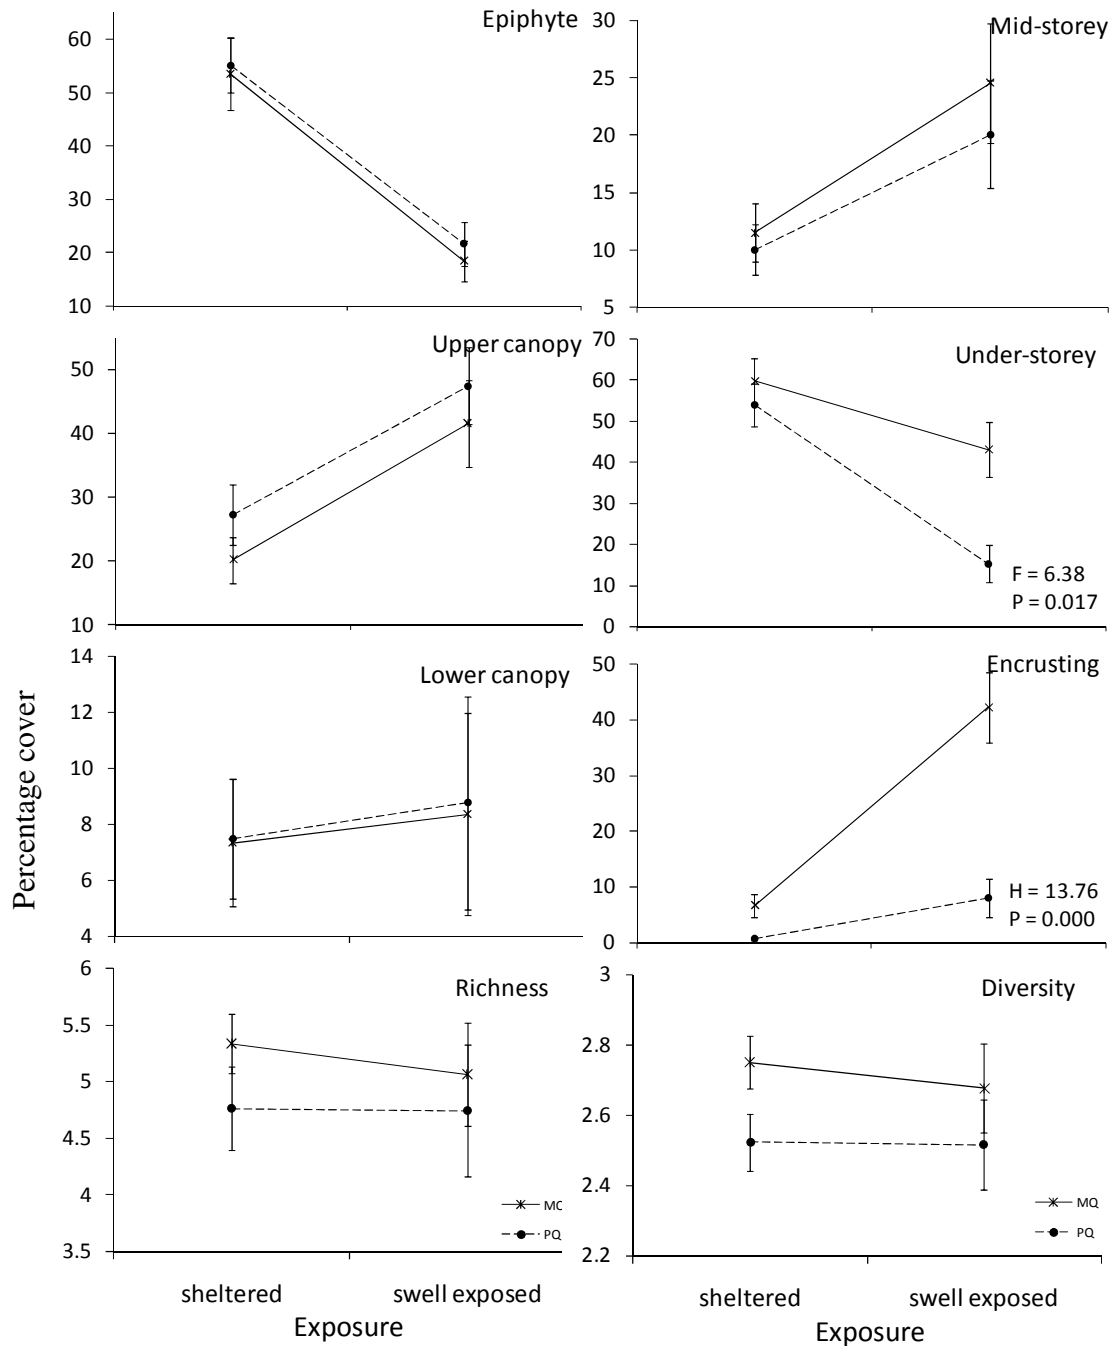 Epiphyte
60
50
40
30
20
10
Mid-storey
30
25
20
15
10
5
Upper canopy
50
40
30
20
10
Under-storey
70
60
50
40
30
20
10
0
F = 6.38
P = 0.017
Percentage cover
Lower canopy
14
12
10
8
6
4
Encrusting
50
40
30
20
10
0
H = 13.76
P = 0.000
Richness
6
5.5
5
4.5
4
3.5
MC
PQ
sheltered swell exposed
Exposure
Diversity
3
2.8
2.6
2.4
2.2
MQ
PQ
sheltered swell exposed
Exposure